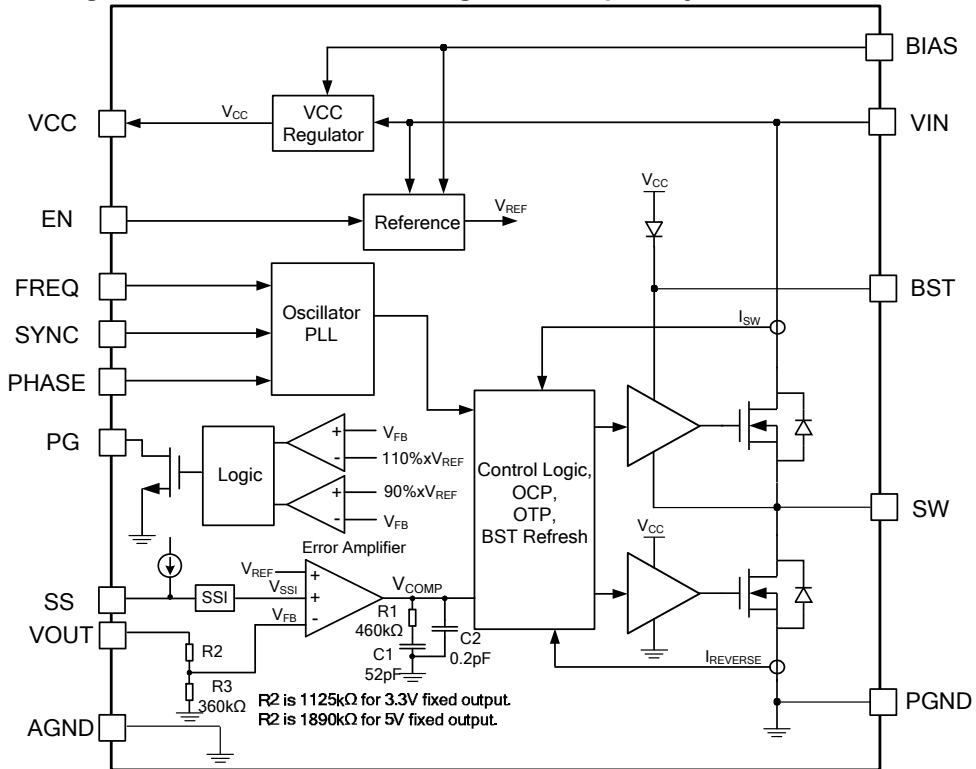 BIAS
VCC
VCC
VCC
Regulator
VIN
EN
Reference
VREF
VCC
FREQ
SYNC
PHASE
Oscillator
PLL
BST
ISW
PG
Logic
+
-
VFB
110%xVREF
+
-
90%xVREF
VFB
Control Logic,
OCP,
OTP,
BST Refresh
SW
VCC
Error Amplifier
SS
SSI
VREF
VSSI
VFB
+
+
-
VCOMP
R1
460kΩ
C1
52pF
C2
0.2pF
IREVERSE
VOUT
R2
R3
360kΩ
R2 is 1125kΩ for 3.3V fixed output.
R2 is 1890kΩ for 5V fixed output.
AGND
PGND